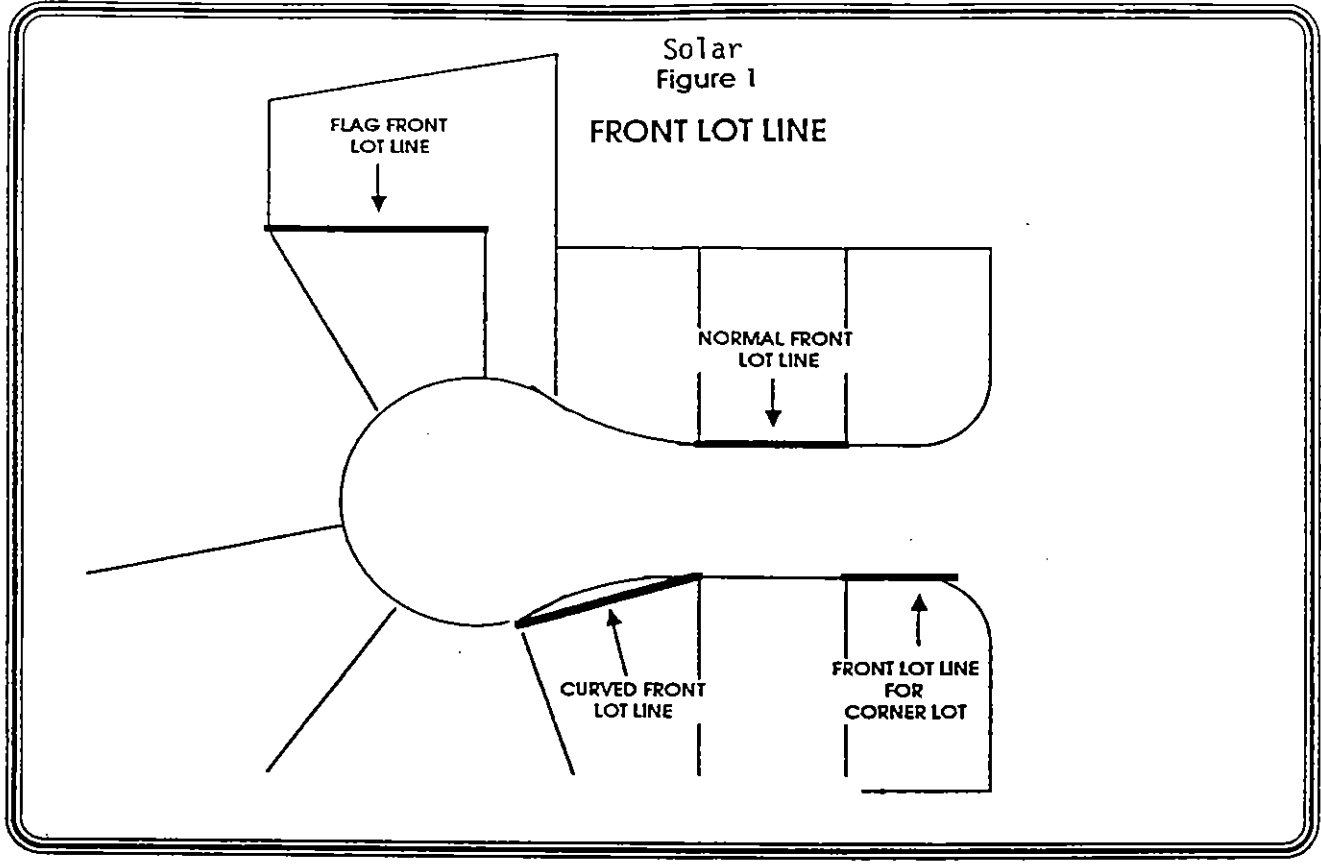 Solar
Figure 1
FRONT LOT LINE
FLAG FRONT
LOT LINE
NORMAL FRONT
LOT LINE
CURVED FRONT
LOT LINE
FRONT LOT LINE
FOR
CORNER LOT